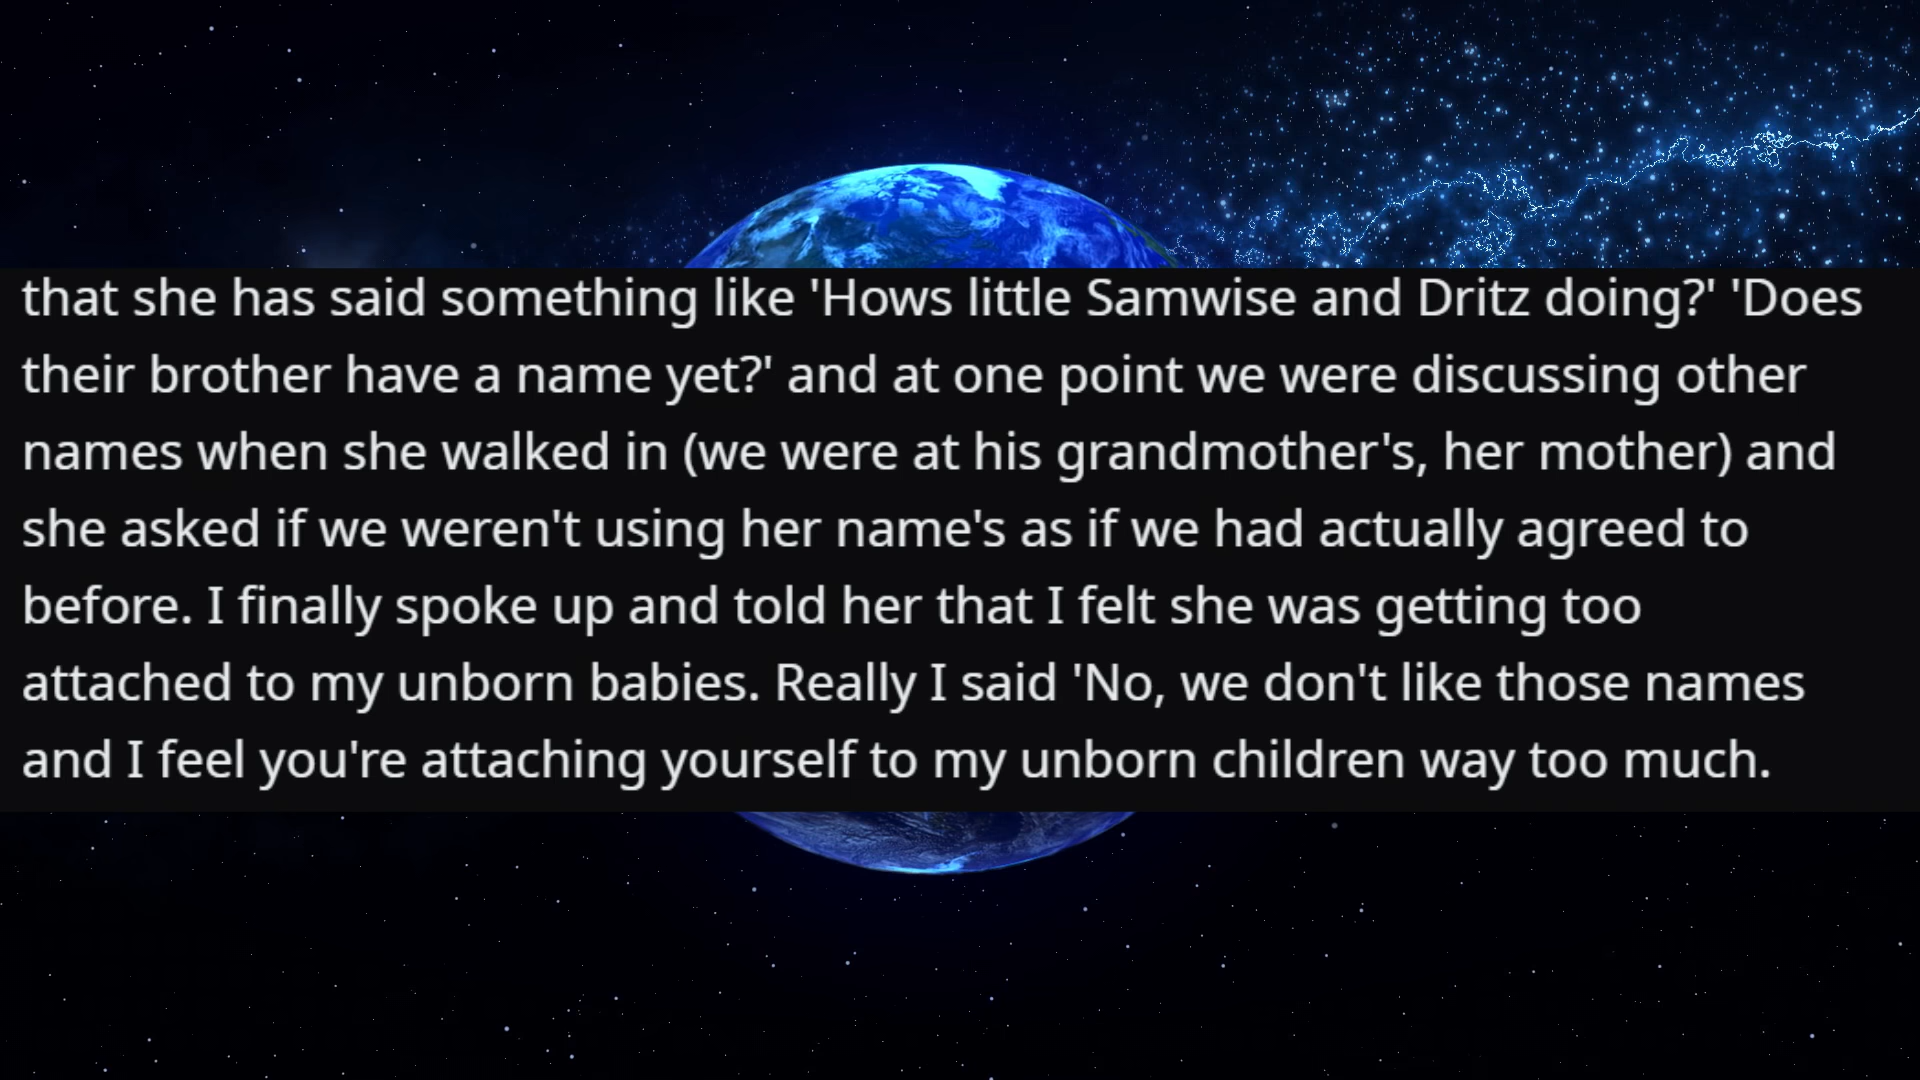 that she has said something like 'Hows little Samwise and Dritz doing?' 'Does
their brother have a name yet?' and at one point we were discussing other
names when she walked in (we were at his grandmother's, her mother) and
she asked if we weren't using her name's as if we had actually agreed to
before. I finally spoke up and told her that I felt she was getting too
attached to my unborn babies. Really I said 'No, we don't like those names
and I feel you're attaching yourself to my unborn children way too much.